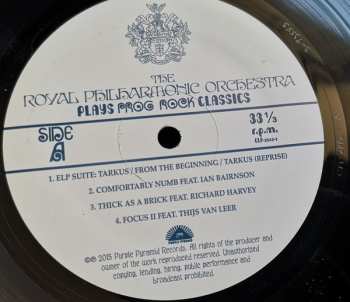 THE
ROYAL PHILHARMONIC ORCHESTRA
PLAYS PROG ROCK CLASSICS
SIDE
A
33 1/3
r.p.m.
1. ELP SUITE: TARKUS / FROM THE BEGINNING / TARKUS (REPRISE)
2. COMFORTABLY NUMB FEAT. IAN BAIRNSON
3. THICK AS A BRICK FEAT. RICHARD HARVEY
4. FOCUS II FEAT. THIJS VAN LEER
©℗ 2015 Purple Pyramid Records. All rights of the producer and
owner of the work reproduced reserved. Unauthorized
copying, lending, hiring, public performance and
broadcast prohibited.